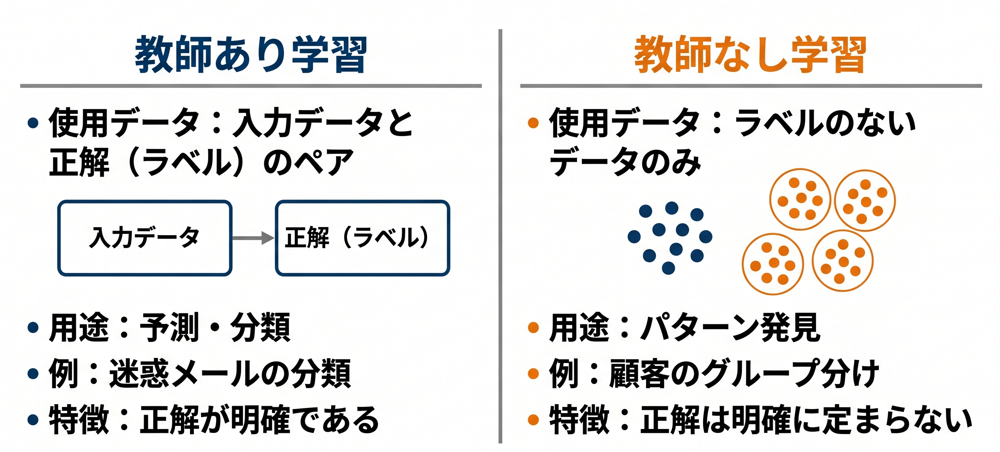 教師あり学習
• 使用データ：入力データと
正解（ラベル）のペア
入力データ
正解（ラベル）
• 用途：予測・分類
• 例：迷惑メールの分類
• 特徴：正解が明確である
教師なし学習
• 使用データ：ラベルのない
データのみ
• 用途：パターン発見
• 例：顧客のグループ分け
• 特徴：正解は明確に定まらない